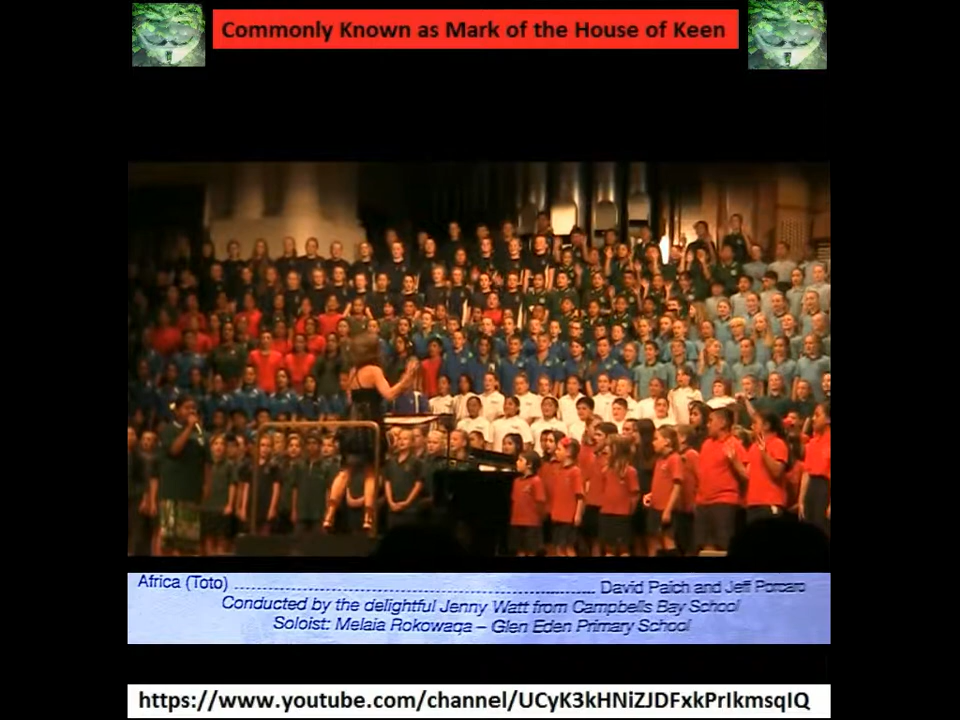 Commonly Known as Mark of the House of Keen
Africa (Toto) ........................................................................ David Paich and Jeff Porcaro
Conducted by the delightful Jenny Watt from Campbells Bay School
Soloist: Melaia Rokowaqa – Glen Eden Primary School
https://www.youtube.com/channel/UCyK3kHNiZJDFxkPrIkmsqIQ